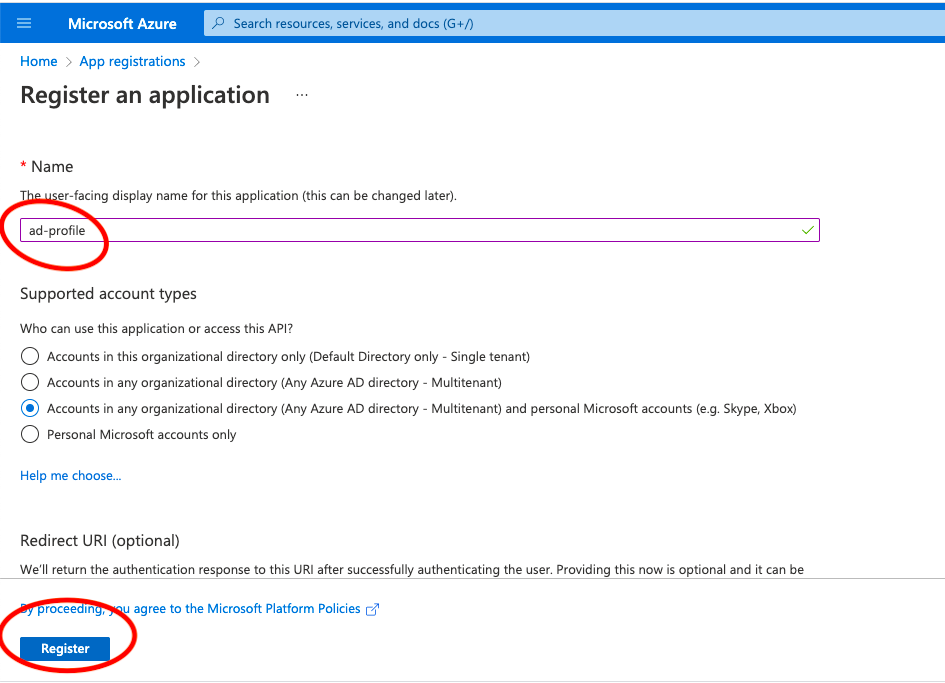 Microsoft Azure
Search resources, services, and docs (G+/)
Home > App registrations >
Register an application ...
* Name
The user-facing display name for this application (this can be changed later).
ad-profile
Supported account types
Who can use this application or access this API?
Accounts in this organizational directory only (Default Directory only - Single tenant)
Accounts in any organizational directory (Any Azure AD directory - Multitenant)
Accounts in any organizational directory (Any Azure AD directory - Multitenant) and personal Microsoft accounts (e.g. Skype, Xbox)
Personal Microsoft accounts only
Help me choose...
Redirect URI (optional)
We'll return the authentication response to this URI after successfully authenticating the user. Providing this now is optional and it can be
By proceeding, you agree to the Microsoft Platform Policies
Register